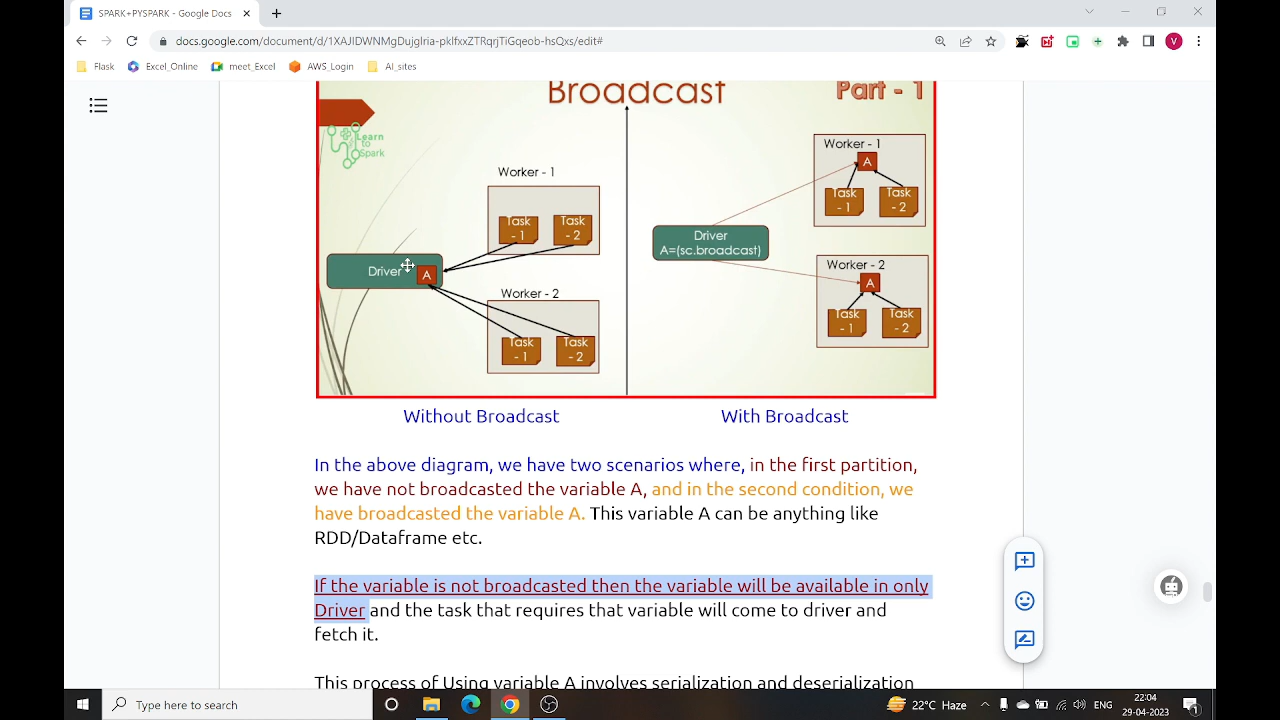 SPARK+PYSPARK - Google Docs
docs.google.com/document/d/1XAJIDWNMgDujgIria-pklfxxZTRqrjTiGqeob-hsQxs/edit#
Flask
Excel_Online
meet_Excel
AWS_Login
AI_sites
V
Broadcast
Part - 1
Learn
to
Spark
Worker - 1
Task
- 1
Task
- 2
Driver
A
Worker - 2
Task
- 1
Task
- 2
Driver
A=(sc.broadcast)
Worker - 1
A
Task
- 1
Task
- 2
Worker - 2
A
Task
- 1
Task
- 2
Without Broadcast
With Broadcast
In the above diagram, we have two scenarios where, in the first partition,
we have not broadcasted the variable A, and in the second condition, we
have broadcasted the variable A. This variable A can be anything like
RDD/Dataframe etc.
If the variable is not broadcasted then the variable will be available in only
Driver and the task that requires that variable will come to driver and
fetch it.
This process of Using variable A involves serialization and deserialization
Type here to search
22°C Haze
ENG
22:04
29-04-2023
1